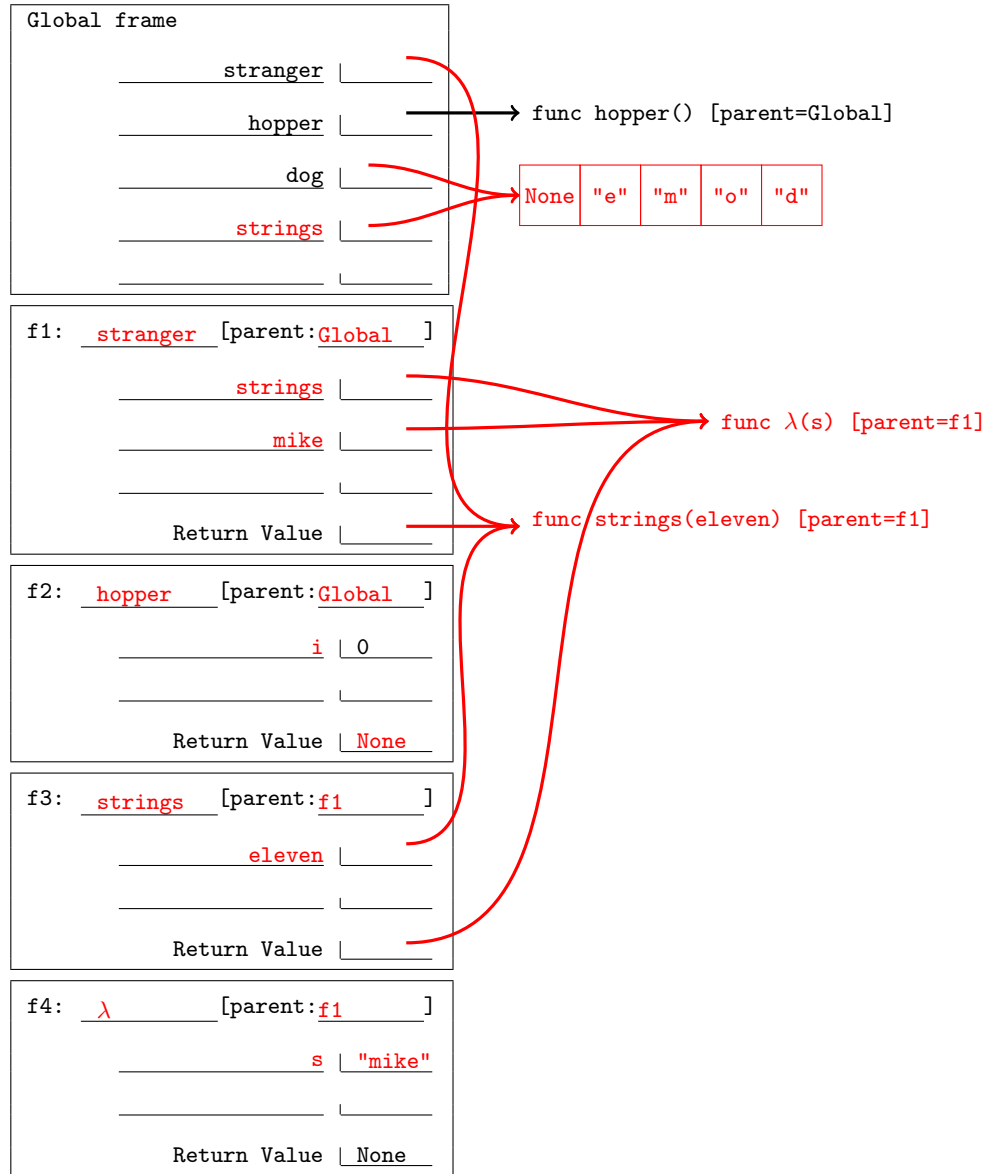 Global frame
stranger
hopper
func hopper() [parent=Global]
dog
None "e" "m" "o" "d"
strings
f1: stranger [parent:Global ]
strings
func λ(s) [parent=f1]
mike
func strings(eleven) [parent=f1]
Return Value
f2: hopper [parent:Global ]
i 0
Return Value None
f3: strings [parent:f1 ]
eleven
Return Value
f4: λ [parent:f1 ]
s "mike"
Return Value None